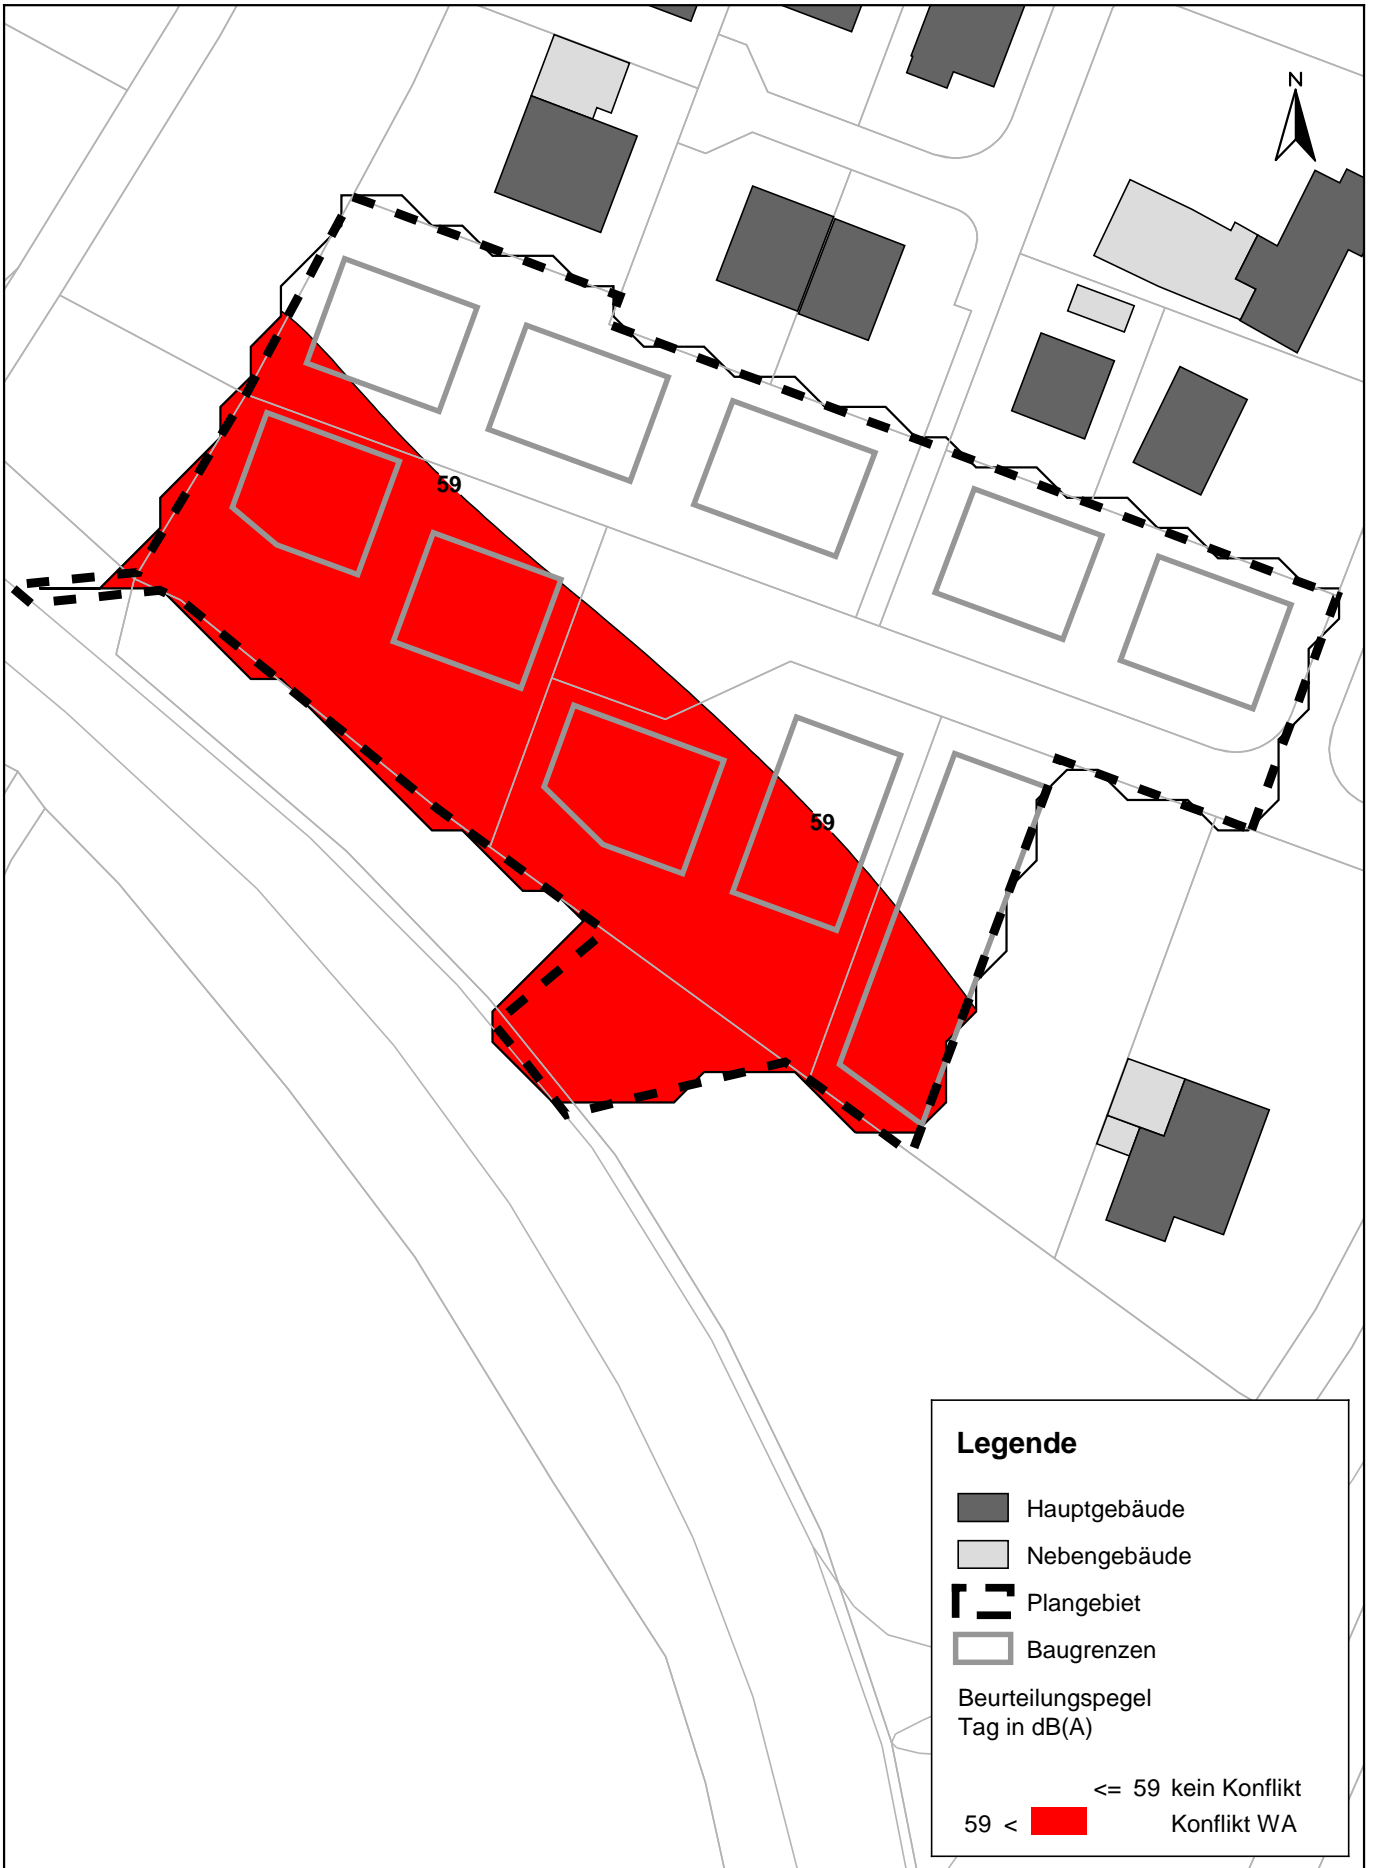 N
59
59
Legende
Hauptgebäude
Nebengebäude
Plangebiet
Baugrenzen
Beurteilungspegel
Tag in dB(A)
<= 59 kein Konflikt
59 < Konflikt WA